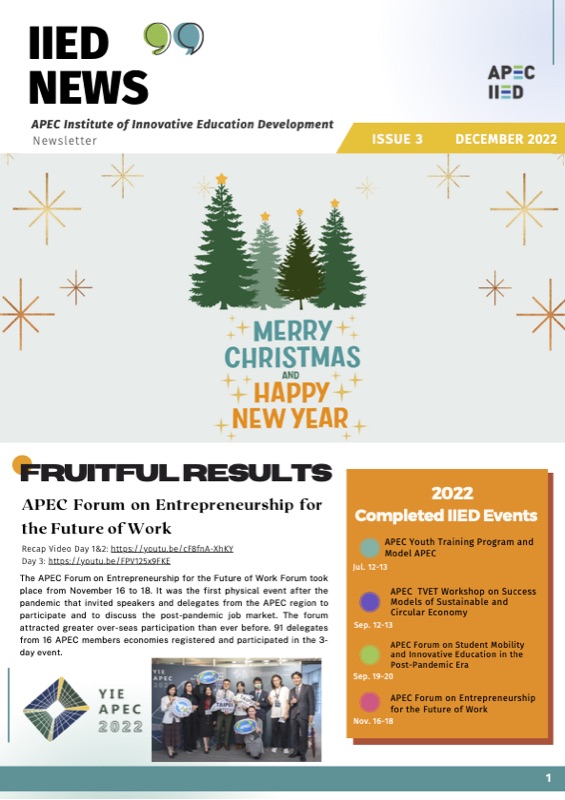 IIED
NEWS
APEC
IIED
APEC Institute of Innovative Education Development
Newsletter
ISSUE 3 DECEMBER 2022
MERRY
CHRISTMAS
AND
HAPPY
NEW YEAR
FRUITFUL RESULTS
APEC Forum on Entrepreneurship for
the Future of Work
Recap Video Day 1&2: https://youtu.be/cFBfnA-XhKY
Day 3: https://youtu.be/FPV125x9FKE
The APEC Forum on Entrepreneurship for the Future of Work Forum took
place from November 16 to 18. It was the first physical event after the
pandemic that invited speakers and delegates from the APEC region to
participate and to discuss the post-pandemic job market. The forum
attracted greater over-seas participation than ever before. 91 delegates
from 16 APEC members economies registered and participated in the 3-
day event.
YIE
APEC
2022
TAIPEI
2022
Completed IIED Events
APEC Youth Training Program and
Model APEC
Jul. 12-13
APEC TVET Workshop on Success
Models of Sustainable and
Circular Economy
Sep. 12-13
APEC Forum on Student Mobility
and Innovative Education in the
Post-Pandemic Era
Sep. 19-20
APEC Forum on Entrepreneurship
for the Future of Work
Nov. 16-18
1